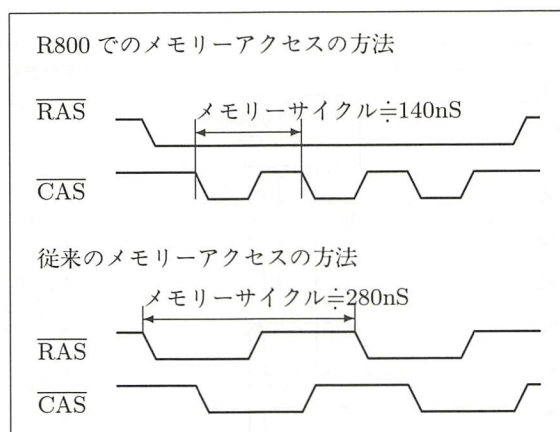 R800 でのメモリーアクセスの方法
メモリーサイクル≒140nS
RAS
CAS
従来のメモリーアクセスの方法
メモリーサイクル≒280nS
RAS
CAS